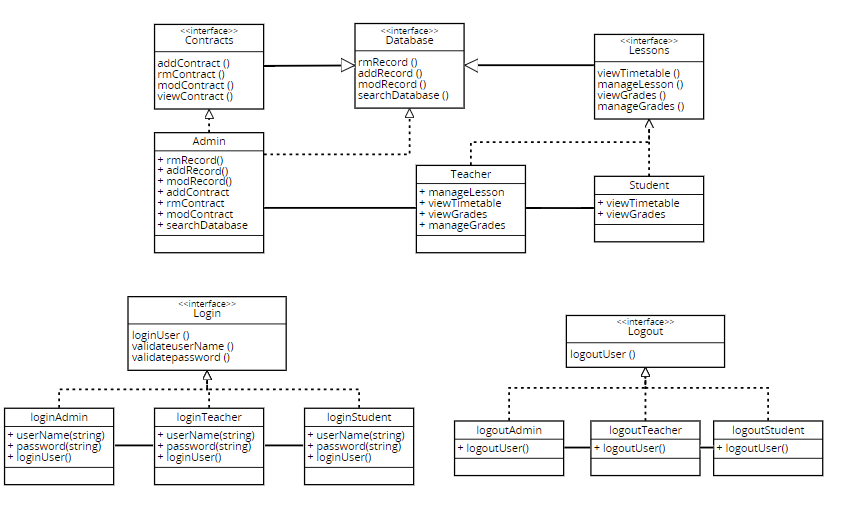 <<interface>>
Contracts
addContract ()
rmContract ()
modContract ()
viewContract ()
<<interface>>
Database
rmRecord ()
addRecord ()
modRecord ()
searchDatabase ()
<<interface>>
Lessons
viewTimetable ()
manageLesson ()
viewGrades ()
manageGrades ()
Admin
+ rmRecord()
+ addRecord()
+ modRecord()
+ addContract
+ rmContract
+ modContract
+ searchDatabase
Teacher
+ manageLesson
+ viewTimetable
+ viewGrades
+ manageGrades
Student
+ viewTimetable
+ viewGrades
<<interface>>
Login
loginUser ()
validateuserName ()
validatepassword ()
<<interface>>
Logout
logoutUser ()
loginAdmin
+ userName(string)
+ password(string)
+ loginUser()
loginTeacher
+ userName(string)
+ password(string)
+ loginUser()
loginStudent
+ userName(string)
+ password(string)
+ loginUser()
logoutAdmin
+ logoutUser()
logoutTeacher
+ logoutUser()
logoutStudent
+ logoutUser()